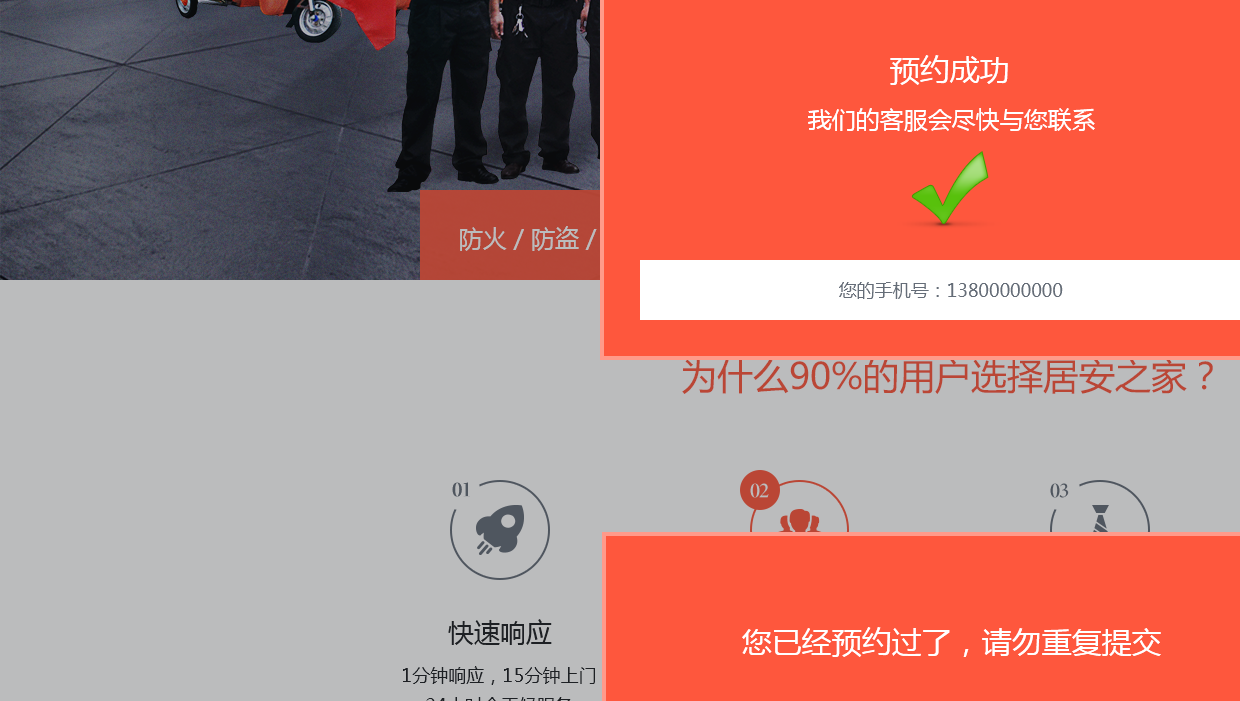 预约成功
我们的客服会尽快与您联系
防火 / 防盗 /
您的手机号：13800000000
为什么90%的用户选择居安之家？
01
02
03
快速响应
您已经预约过了，请勿重复提交
1分钟响应，15分钟上门